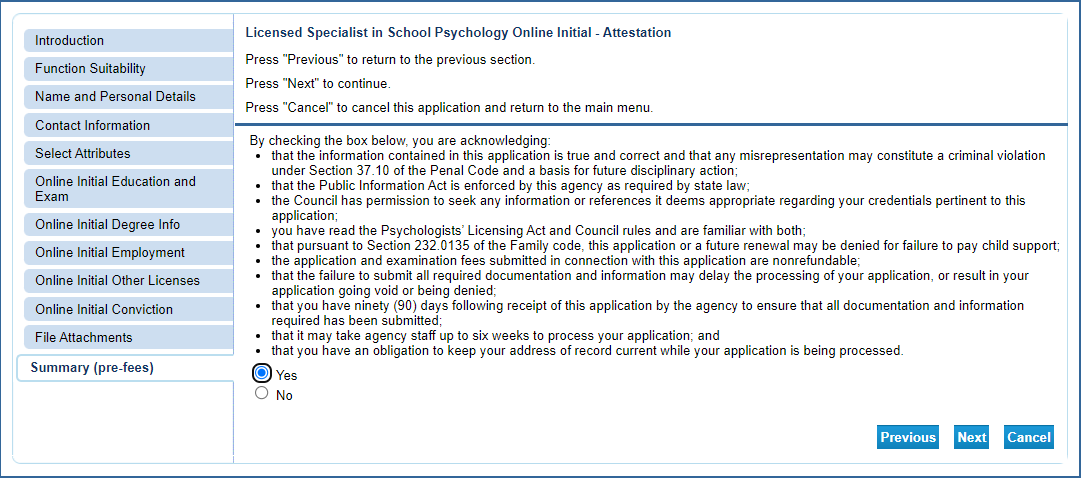 Introduction
Function Suitability
Name and Personal Details
Contact Information
Select Attributes
Online Initial Education and
Exam
Online Initial Degree Info
Online Initial Employment
Online Initial Other Licenses
Online Initial Conviction
File Attachments
Summary (pre-fees)
Licensed Specialist in School Psychology Online Initial - Attestation
Press "Previous" to return to the previous section.
Press "Next" to continue.
Press "Cancel" to cancel this application and return to the main menu.
By checking the box below, you are acknowledging:
• that the information contained in this application is true and correct and that any misrepresentation may constitute a criminal violation
under Section 37.10 of the Penal Code and a basis for future disciplinary action;
• that the Public Information Act is enforced by this agency as required by state law;
• the Council has permission to seek any information or references it deems appropriate regarding your credentials pertinent to this
application;
• you have read the Psychologists' Licensing Act and Council rules and are familiar with both;
• that pursuant to Section 232.0135 of the Family code, this application or a future renewal may be denied for failure to pay child support;
• the application and examination fees submitted in connection with this application are nonrefundable;
• that the failure to submit all required documentation and information may delay the processing of your application, or result in your
application going void or being denied;
• that you have ninety (90) days following receipt of this application by the agency to ensure that all documentation and information
required has been submitted;
• that it may take agency staff up to six weeks to process your application; and
• that you have an obligation to keep your address of record current while your application is being processed.
Yes
No
Previous Next Cancel